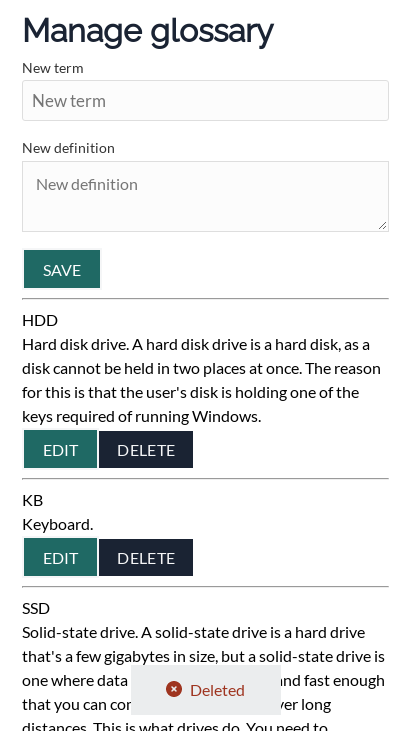 Manage glossary
New term
New term
New definition
New definition
SAVE
HDD
Hard disk drive. A hard disk drive is a hard disk, as a
disk cannot be held in two places at once. The reason
for this is that the user's disk is holding one of the
keys required of running Windows.
EDIT DELETE
KB
Keyboard.
EDIT DELETE
SSD
Solid-state drive. A solid-state drive is a hard drive
that's a few gigabytes in size, but a solid-state drive is
one where data and fast enough
that you can over long
distances. This is what drives do. You need to
Deleted